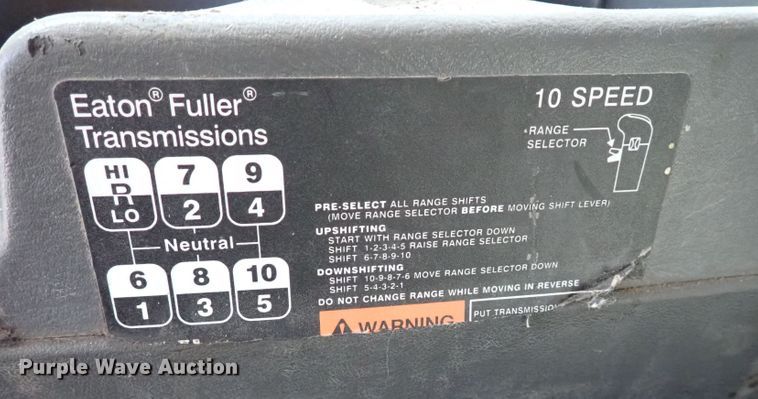 Eaton® Fuller®
Transmissions
10 SPEED
RANGE
SELECTOR
HI 7 9
R
LO 2 4
Neutral
6 8 10
1 3 5
PRE-SELECT ALL RANGE SHIFTS
(MOVE RANGE SELECTOR BEFORE MOVING SHIFT LEVER)
UPSHIFTING
START WITH RANGE SELECTOR DOWN
SHIFT 1-2-3-4-5 RAISE RANGE SELECTOR
SHIFT 6-7-8-9-10
DOWNSHIFTING
SHIFT 10-9-8-7-6 MOVE RANGE SELECTOR DOWN
SHIFT 5-4-3-2-1
DO NOT CHANGE RANGE WHILE MOVING IN REVERSE
WARNING
PUT TRANSMISSION
Purple Wave Auction